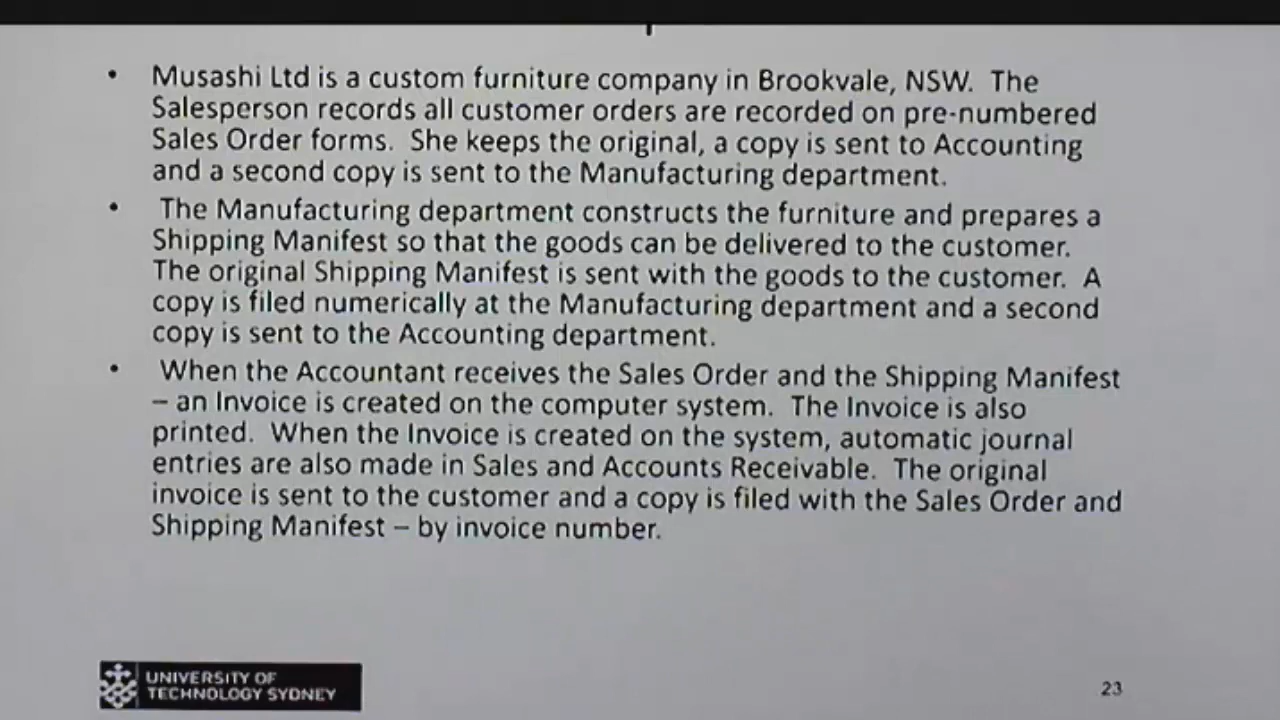 • Musashi Ltd is a custom furniture company in Brookvale, NSW.  The
Salesperson records all customer orders are recorded on pre-numbered
Sales Order forms.  She keeps the original, a copy is sent to Accounting
and a second copy is sent to the Manufacturing department.
• The Manufacturing department constructs the furniture and prepares a
Shipping Manifest so that the goods can be delivered to the customer.
The original Shipping Manifest is sent with the goods to the customer.  A
copy is filed numerically at the Manufacturing department and a second
copy is sent to the Accounting department.
• When the Accountant receives the Sales Order and the Shipping Manifest
– an Invoice is created on the computer system.  The Invoice is also
printed.  When the Invoice is created on the system, automatic journal
entries are also made in Sales and Accounts Receivable.  The original
invoice is sent to the customer and a copy is filed with the Sales Order and
Shipping Manifest – by invoice number.
UNIVERSITY OF
TECHNOLOGY SYDNEY
23